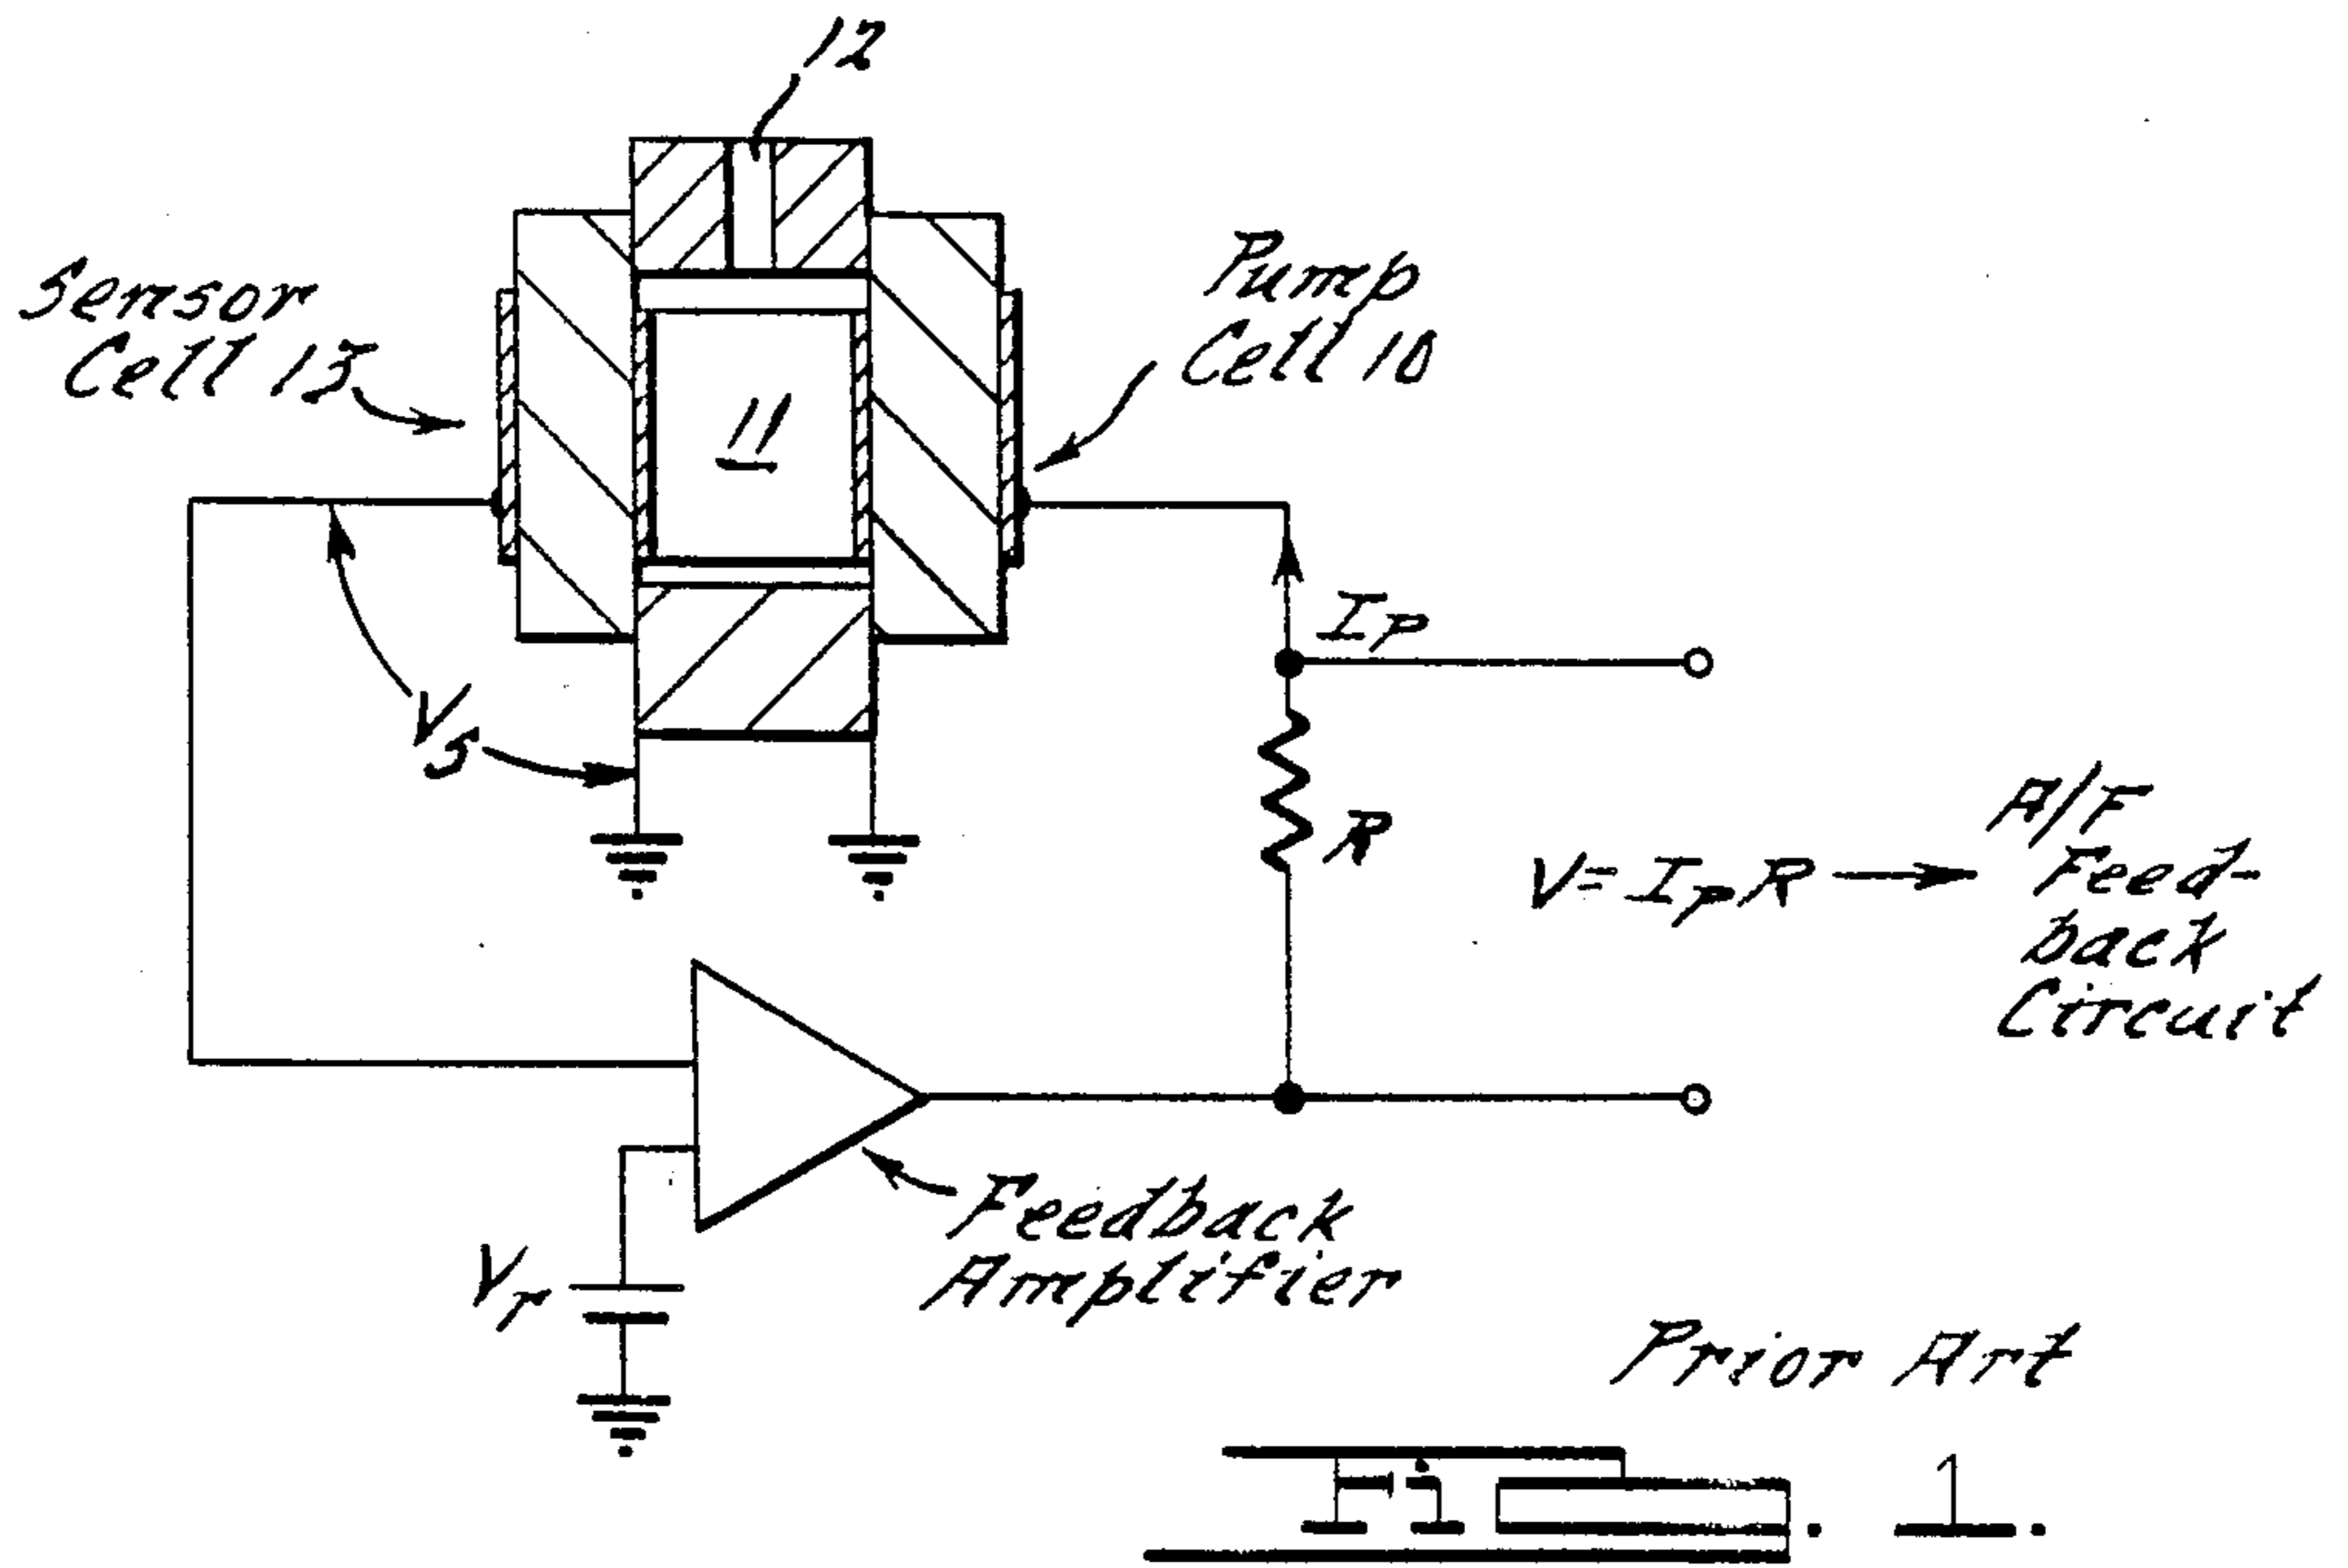 12
Sensor
Cell 13
Pump
Cell 10
11
Vs
Ip
R
V=IpR
A/F
Feed-
back
Circuit
Feedback
Amplifier
Vr
Prior Art
Fi . 1.